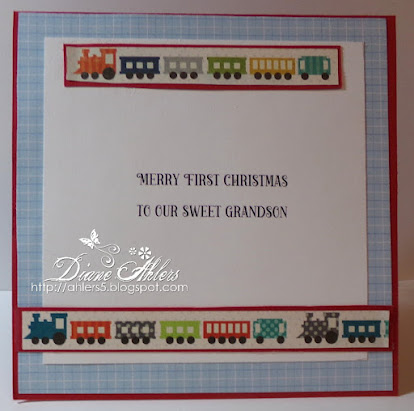 MERRY FIRST CHRISTMAS
TO OUR SWEET GRANDSON
Diane Ahlers
http://ahlers5.blogspot.com